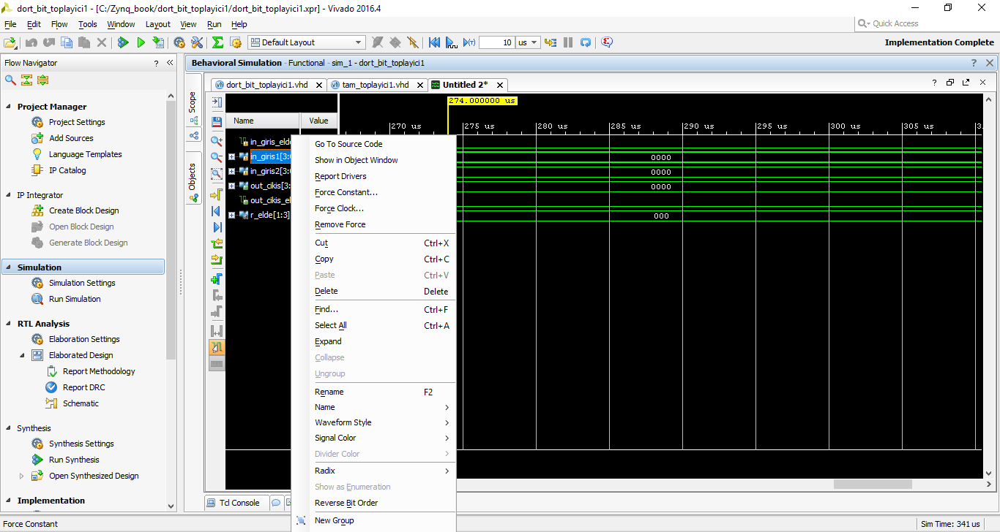 dort_bit_toplayici1 - [C:/Zynq_book/dort_bit_toplayici1/dort_bit_toplayici1.xpr] - Vivado 2016.4
File Edit Flow Tools Window Layout View Run Help
Quick Access
Default Layout 10 us Implementation Complete
Flow Navigator
Project Manager
Project Settings
Add Sources
Language Templates
IP Catalog
IP Integrator
Create Block Design
Open Block Design
Generate Block Design
Simulation
Simulation Settings
Run Simulation
RTL Analysis
Elaboration Settings
Elaborated Design
Report Methodology
Report DRC
Schematic
Synthesis
Synthesis Settings
Run Synthesis
Open Synthesized Design
Implementation
Behavioral Simulation - Functional - sim_1 - dort_bit_toplayici1
Scope
Objects
dort_bit_toplayici1.vhd tam_toplayici1.vhd Untitled 2*
274.000000 us
Name Value
270 us 275 us 280 us 285 us 290 us 295 us 300 us 305 us
in_giris_elde
in_giris1[3:0
in_giris2[3:0
out_cikis[3:
out_cikis_el
r_elde[1:3]
0000
0000
0000
000
Go To Source Code
Show in Object Window
Report Drivers
Force Constant...
Force Clock...
Remove Force
Cut Ctrl+X
Copy Ctrl+C
Paste Ctrl+V
Delete Delete
Find... Ctrl+F
Select All Ctrl+A
Expand
Collapse
Ungroup
Rename F2
Name
Waveform Style
Signal Color
Divider Color
Radix
Show as Enumeration
Reverse Bit Order
New Group
Tcl Console
Force Constant
Sim Time: 341 us